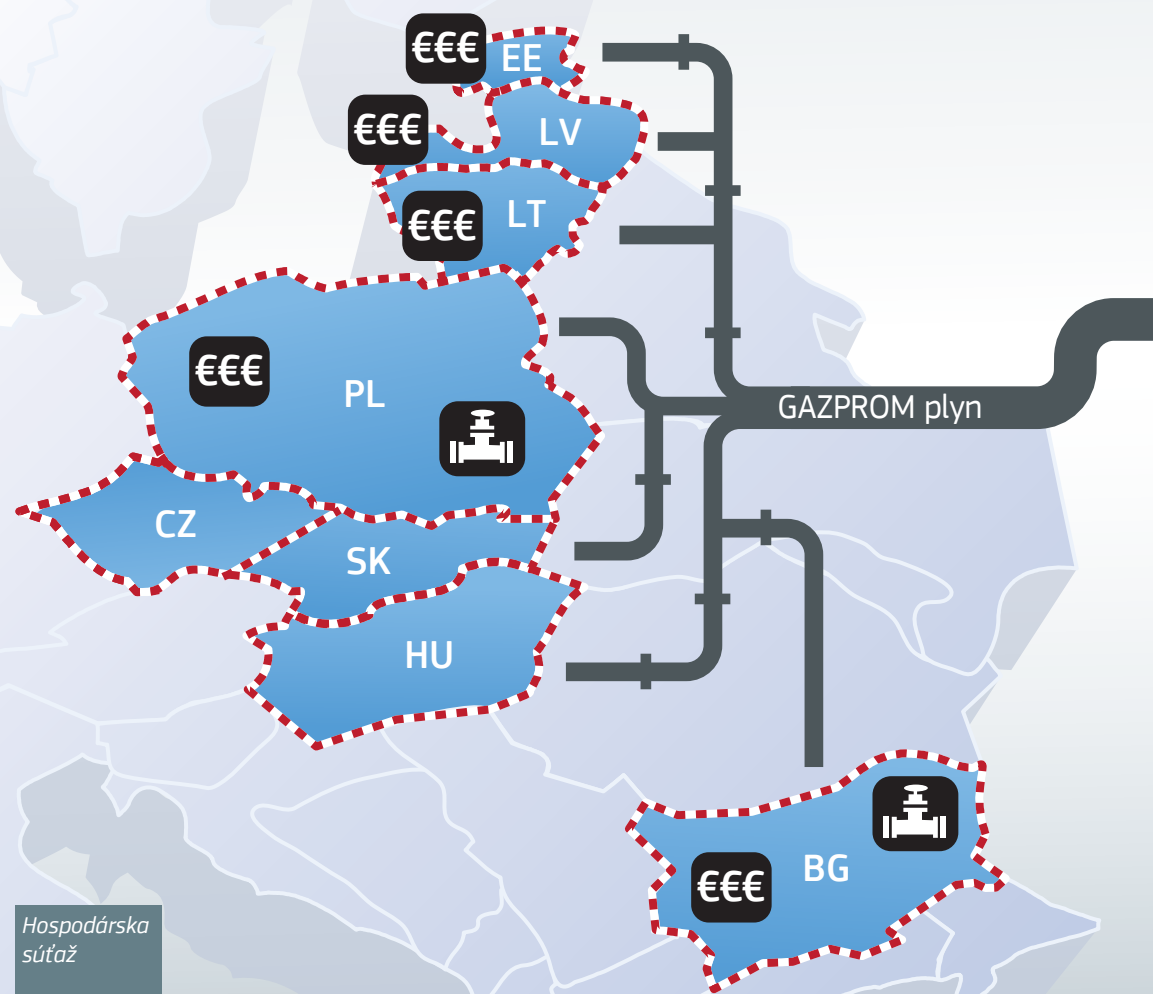 €€€
EE
€€€
LV
€€€
LT
€€€
PL
GAZPROM plyn
CZ
SK
HU
€€€
BG
Hospodárska
súťaž